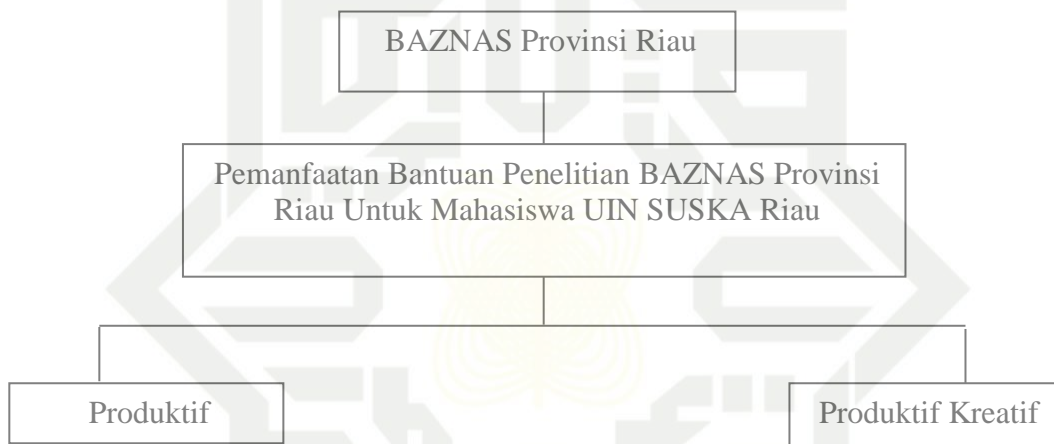 BAZNAS Provinsi Riau
Pemanfaatan Bantuan Penelitian BAZNAS Provinsi
Riau Untuk Mahasiswa UIN SUSKA Riau
Produktif
Produktif Kreatif